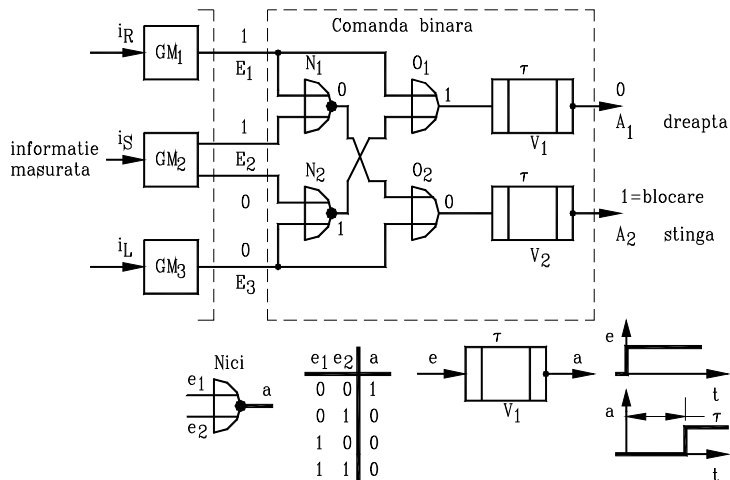 Comanda binara
iR
GM1
1
E1
N1
0
O1
1
τ
V1
0
A1
dreapta
informatie
masurata
iS
GM2
1
E2
0
N2
1
O2
0
τ
V2
1=blocare
A2
stinga
iL
GM3
0
E3
Nici
e1
e2
a
e1 e2 a
0 0 1
0 1 0
1 0 0
1 1 0
e
τ
V1
a
e
t
a
τ
t